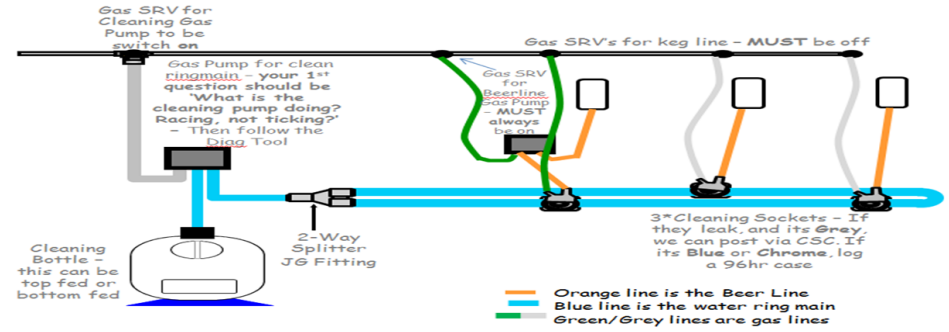 Gas SRV for
Cleaning Gas
Pump to be
switch on
Gas SRV's for keg line – MUST be off
Gas Pump for clean
ringmain – your 1st
question should be
'What is the
cleaning pump doing?
Racing, not ticking?'
– Then follow the
Diag Tool
Gas SRV
for
Beerline
Gas Pump
– MUST
always
be on
Cleaning
Bottle –
this can be
top fed or
bottom fed
2-Way
Splitter
JG Fitting
3*Cleaning Sockets – If
they leak, and its Grey,
we can post via CSC. If
its Blue or Chrome, log
a 96hr case
Orange line is the Beer Line
Blue line is the water ring main
Green/Grey lines are gas lines